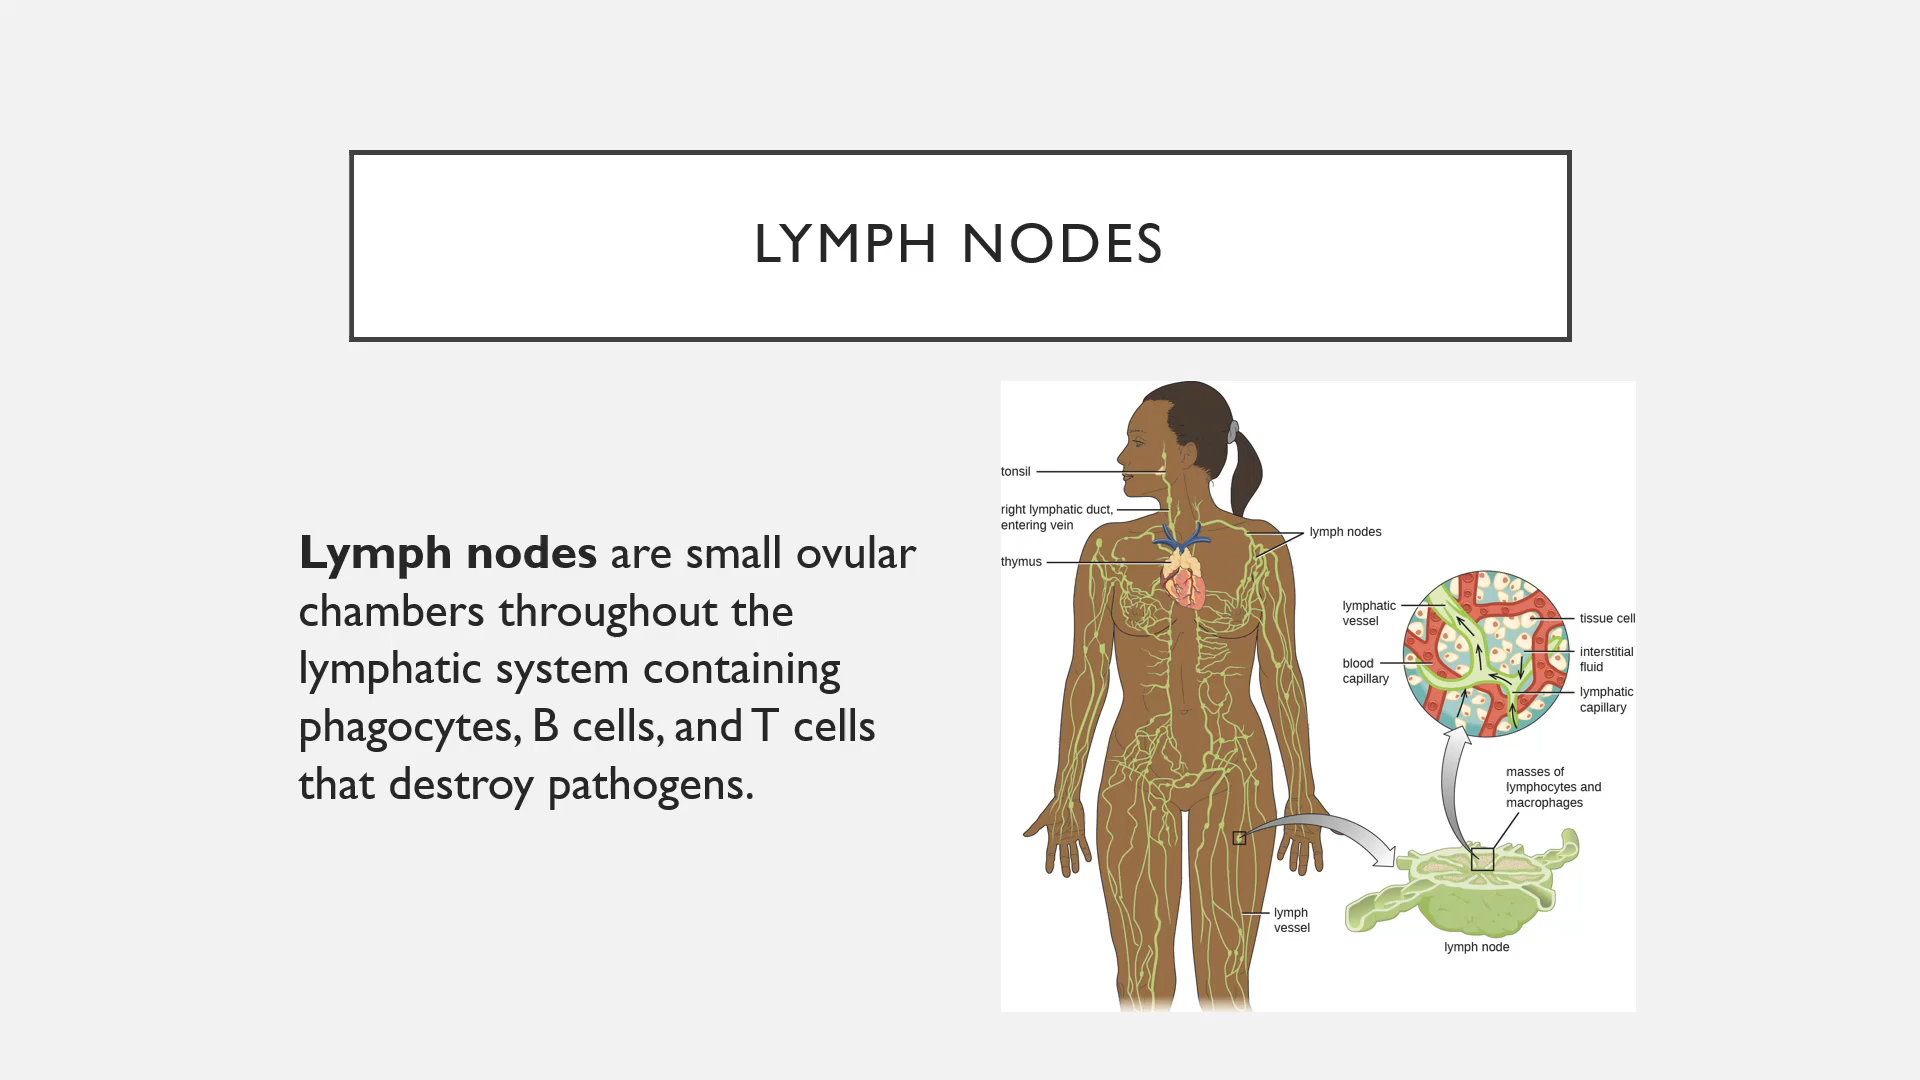 LYMPH NODES
Lymph nodes are small ovular
chambers throughout the
lymphatic system containing
phagocytes, B cells, and T cells
that destroy pathogens.
tonsil
right lymphatic duct,
entering vein
thymus
lymph nodes
lymphatic
vessel
blood
capillary
tissue cell
interstitial
fluid
lymphatic
capillary
masses of
lymphocytes and
macrophages
lymph
vessel
lymph node